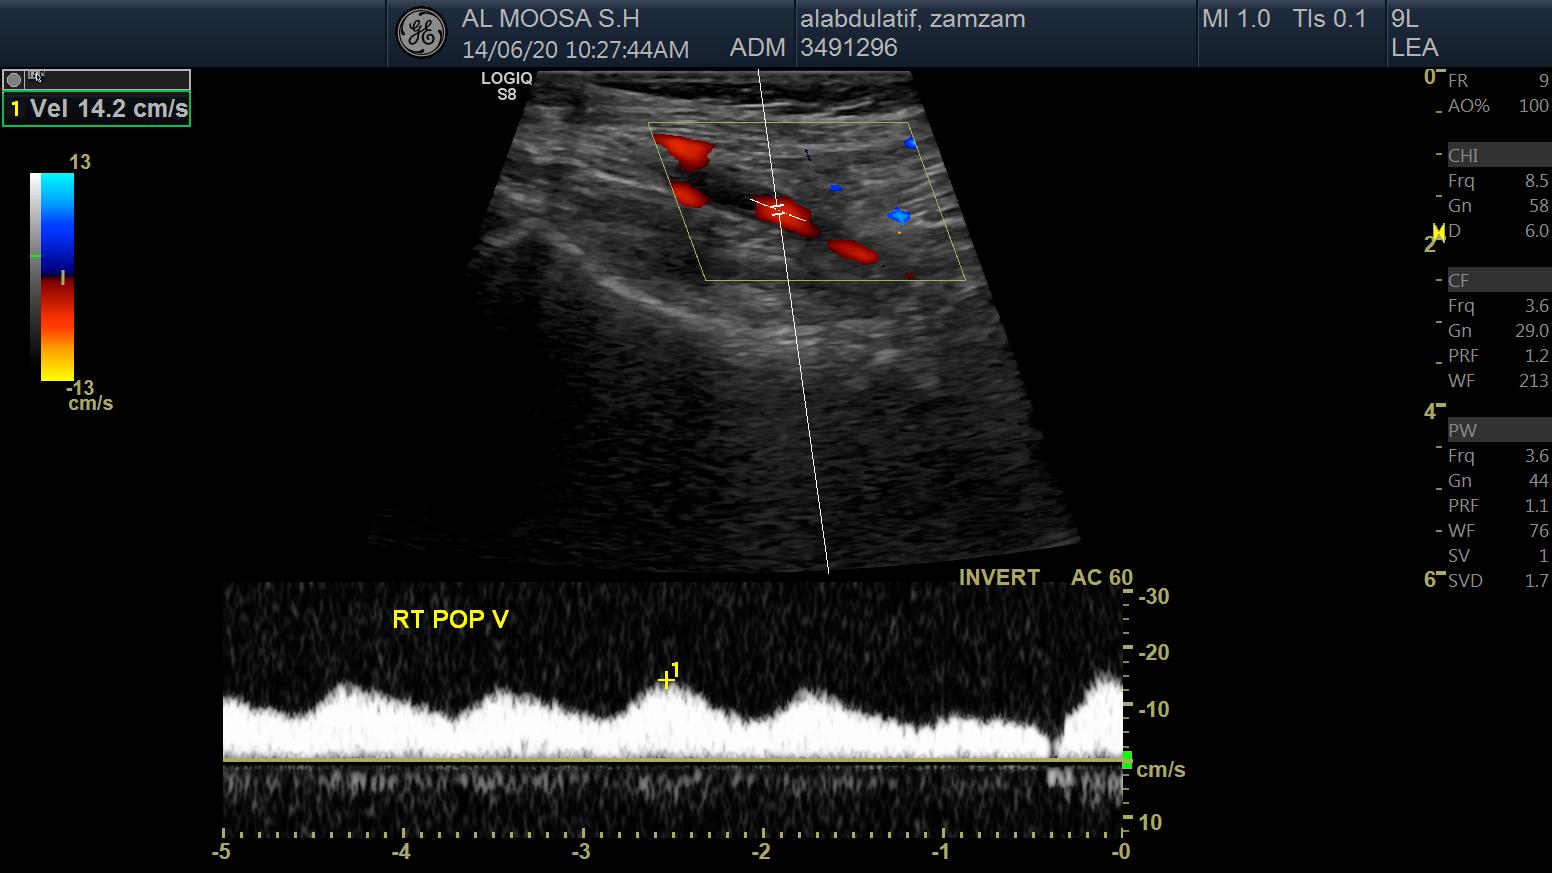 AL MOOSA S.H
14/06/20 10:27:44AM ADM
alabdulatif, zamzam
3491296
MI 1.0 TIs 0.1
9L
LEA
1 Vel 14.2 cm/s
LOGIQ
S8
13
-13
cm/s
0
2
4
6
FR 9
AO% 100
CHI
Frq 8.5
Gn 58
D 6.0
CF
Frq 3.6
Gn 29.0
PRF 1.2
WF 213
PW
Frq 3.6
Gn 44
PRF 1.1
WF 76
SV 1
SVD 1.7
INVERT AC 60
RT POP V
1
-30
-20
-10
cm/s
10
-5 -4 -3 -2 -1 -0